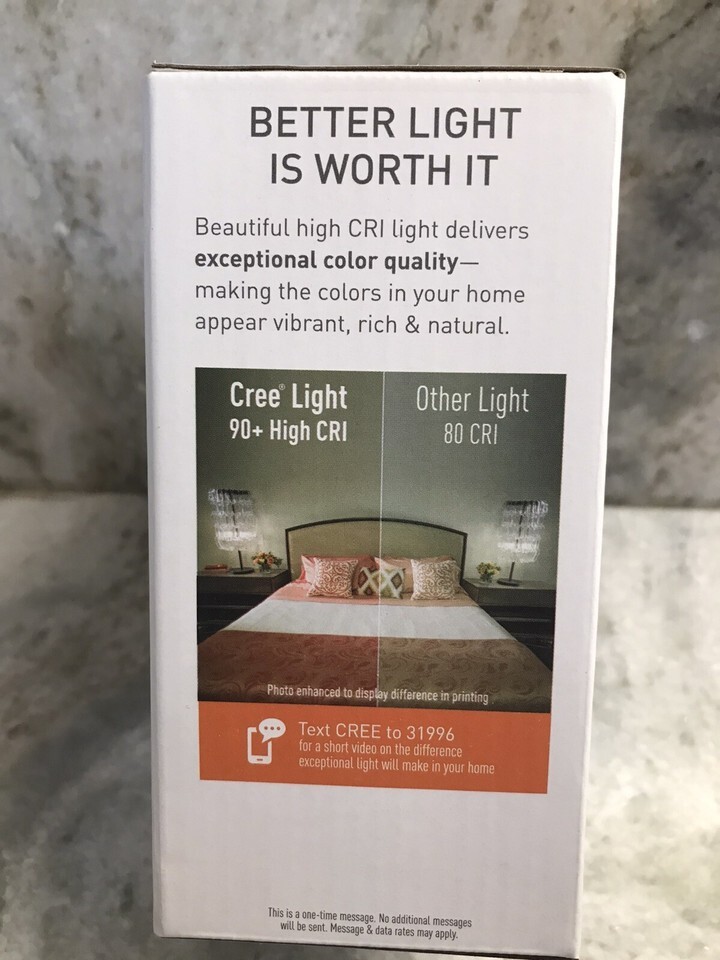 BETTER LIGHT
IS WORTH IT
Beautiful high CRI light delivers
exceptional color quality—
making the colors in your home
appear vibrant, rich & natural.
Cree® Light
90+ High CRI
Other Light
80 CRI
Photo enhanced to display difference in printing
Text CREE to 31996
for a short video on the difference
exceptional light will make in your home
This is a one-time message. No additional messages
will be sent. Message & data rates may apply.